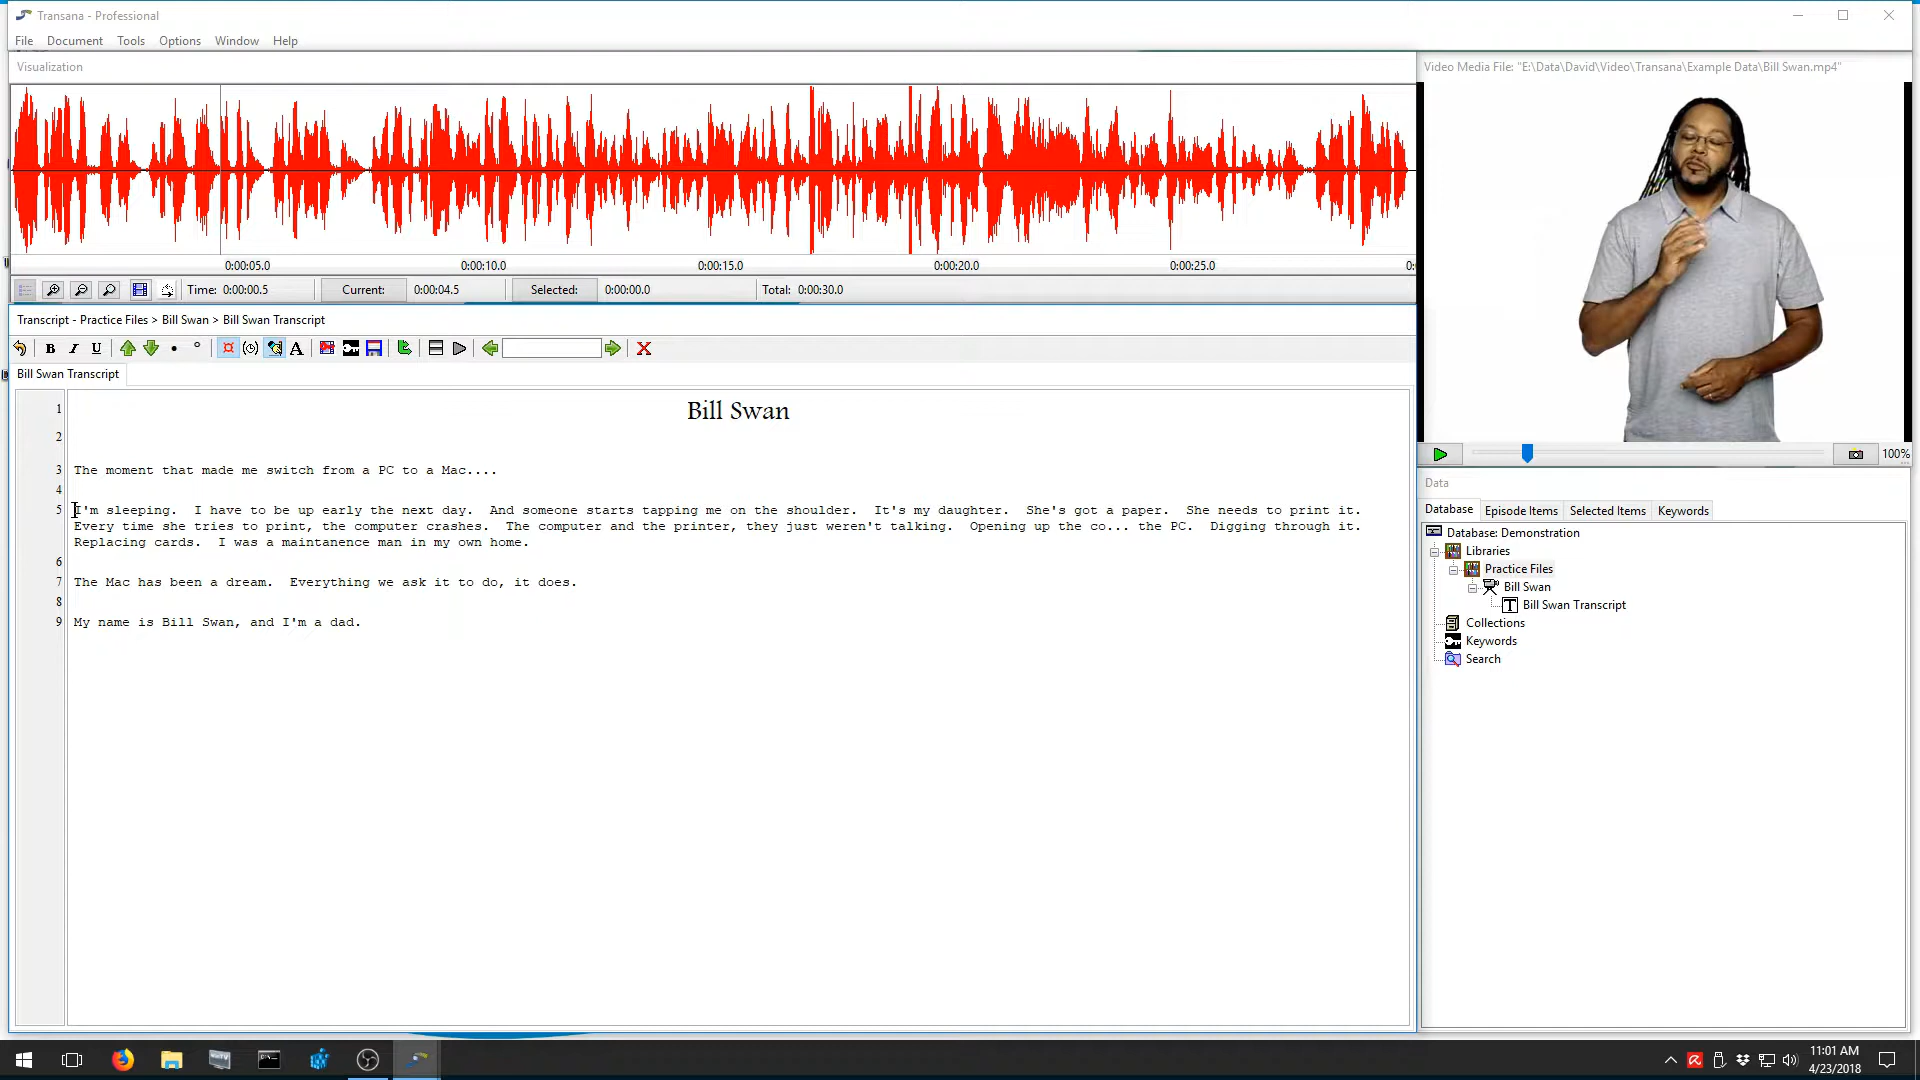 Transana - Professional
File Document Tools Options Window Help
Visualization
0:00:05.0 0:00:10.0 0:00:15.0 0:00:20.0 0:00:25.0 0:
Time: 0:00:00.5 Current: 0:00:04.5 Selected: 0:00:00.0 Total: 0:00:30.0
Transcript - Practice Files > Bill Swan > Bill Swan Transcript
B I U A
Bill Swan Transcript
1 Bill Swan
2
3 The moment that made me switch from a PC to a Mac....
4
5 I'm sleeping. I have to be up early the next day. And someone starts tapping me on the shoulder. It's my daughter. She's got a paper. She needs to print it.
Every time she tries to print, the computer crashes. The computer and the printer, they just weren't talking. Opening up the co... the PC. Digging through it.
Replacing cards. I was a maintanence man in my own home.
6
7 The Mac has been a dream. Everything we ask it to do, it does.
8
9 My name is Bill Swan, and I'm a dad.
Video Media File: "E:\Data\David\Video\Transana\Example Data\Bill Swan.mp4"
100%
Data
Database Episode Items Selected Items Keywords
Database: Demonstration
Libraries
Practice Files
Bill Swan
T Bill Swan Transcript
Collections
Keywords
Search
11:01 AM
4/23/2018